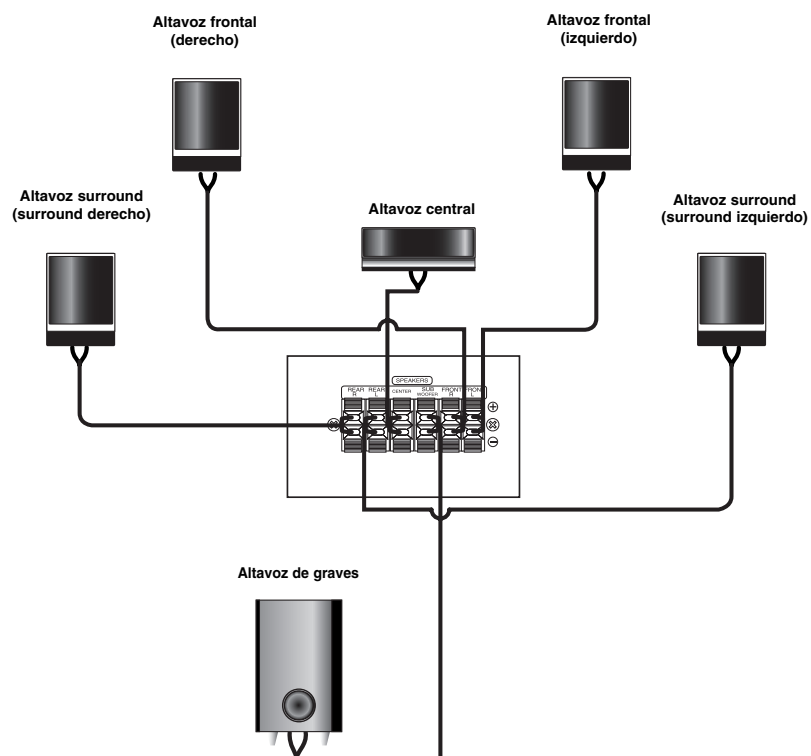 Altavoz frontal
(derecho)
Altavoz frontal
(izquierdo)
Altavoz surround
(surround derecho)
Altavoz central
Altavoz surround
(surround izquierdo)
SPEAKERS
REAR R
REAR L
CENTER
SUB WOOFER
FRONT R
FRONT L
Altavoz de graves